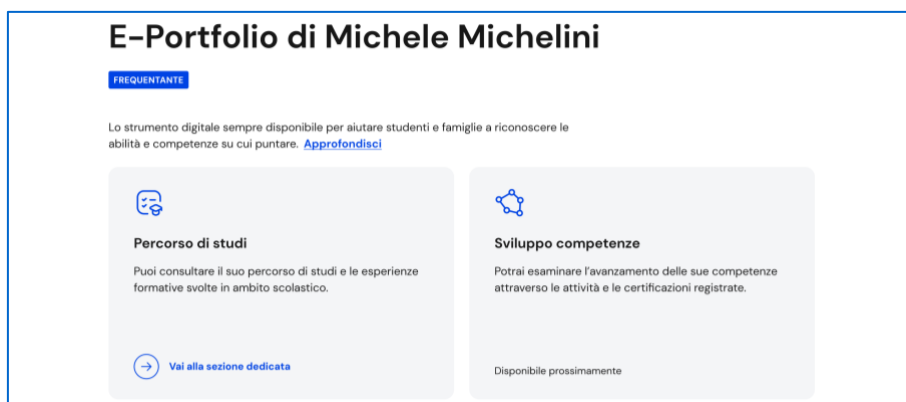 E-Portfolio di Michele Michelini
FREQUENTANTE
Lo strumento digitale sempre disponibile per aiutare studenti e famiglie a riconoscere le
abilità e competenze su cui puntare. Approfondisci
Percorso di studi
Puoi consultare il suo percorso di studi e le esperienze
formative svolte in ambito scolastico.
Vai alla sezione dedicata
Sviluppo competenze
Potrai esaminare l'avanzamento delle sue competenze
attraverso le attività e le certificazioni registrate.
Disponibile prossimamente